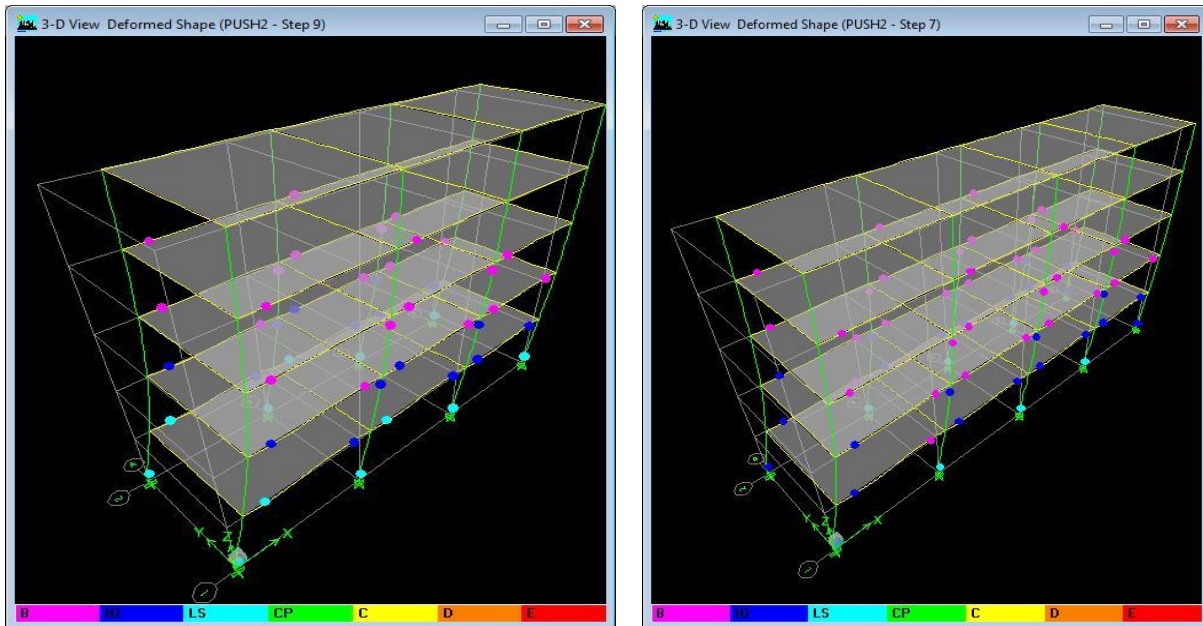 3-D View Deformed Shape (PUSH2 - Step 9)
Y
Z
X
B IO LS CP C D E
3-D View Deformed Shape (PUSH2 - Step 7)
Y
Z
X
B IO LS CP C D E